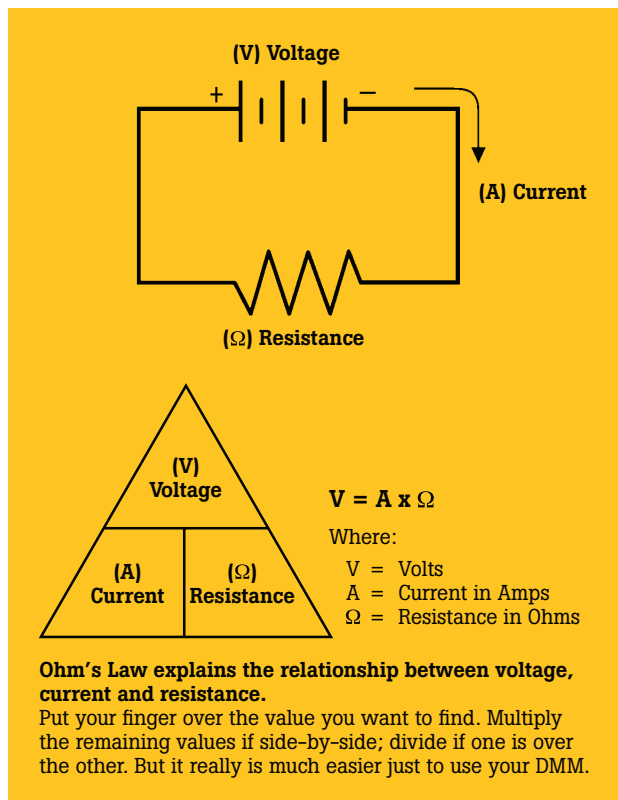 (V) Voltage
+ –
(A) Current
(Ω) Resistance
(V)
Voltage
(A)
Current
(Ω)
Resistance
V = A x Ω
Where:
V = Volts
A = Current in Amps
Ω = Resistance in Ohms
Ohm's Law explains the relationship between voltage,
current and resistance.
Put your finger over the value you want to find. Multiply
the remaining values if side-by-side; divide if one is over
the other. But it really is much easier just to use your DMM.